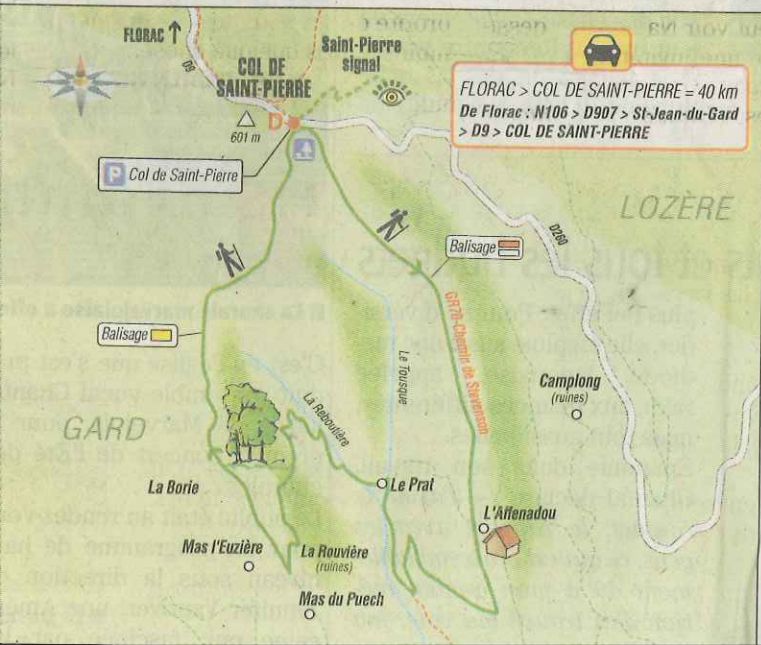 FLORAC
D9
COL DE
SAINT-PIERRE
Saint-Pierre
signal
FLORAC > COL DE SAINT-PIERRE = 40 km
De Florac : N106 > D907 > St-Jean-du-Gard
> D9 > COL DE SAINT-PIERRE
D
601 m
P Col de Saint-Pierre
LOZÈRE
D260
Balisage
GR70-Chemin de Stevenson
Balisage
Le Tousque
La Reboutière
Camplong
(ruines)
GARD
La Borie
Le Prat
L'Affenadou
Mas l'Euzière
La Rouvière
(ruines)
Mas du Puech